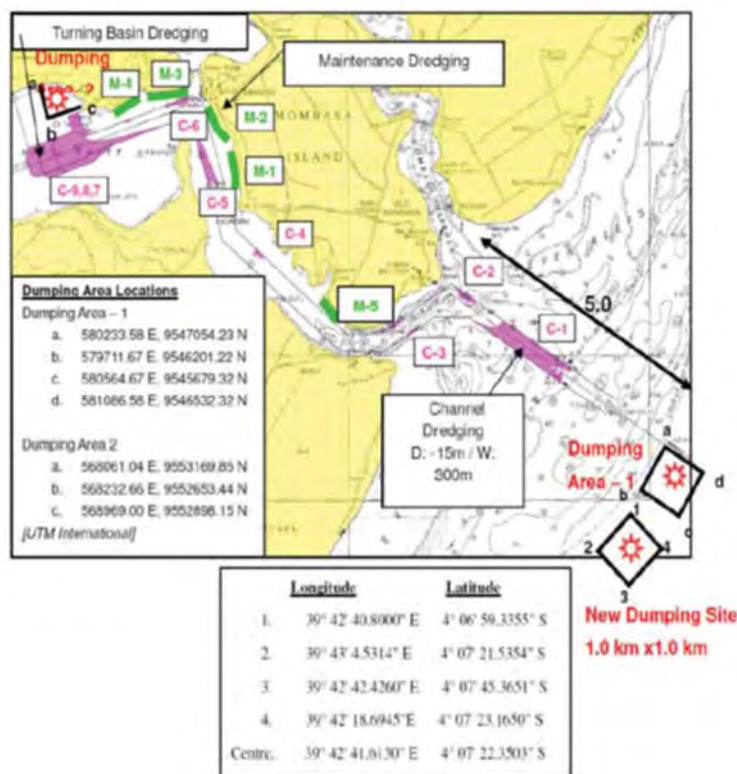 Turning Basin Dredging
Dumping
a
c
b
M-4
M-3
Maintenance Dredging
M-2
M-1
C-6
C-5
C-9,8,7
MOMBASA
ISLAND
C-4
C-2
5.0
M-5
C-1
C-3
Channel
Dredging
D: -15m / W:
300m
Dumping Area Locations
Dumping Area – 1
a. 580233.58 E, 9547054.23 N
b. 579711.67 E, 9546201.22 N
c. 580564.67 E, 9545679.32 N
d. 581086.58 E, 9546532.32 N
Dumping Area 2
a. 568061.04 E, 9553169.85 N
b. 568232.66 E, 9552653.44 N
c. 568969.00 E, 9552898.15 N
[UTM International]
Dumping
Area – 1
a
b
d
c
1
2
4
3
New Dumping Site
1.0 km x1.0 km
Longitude Latitude
1. 39° 42' 40.8000" E 4° 06' 59.3355" S
2. 39° 43' 4.5314" E 4° 07' 21.5354" S
3. 39° 42' 42.4260" E 4° 07' 45.3651" S
4. 39° 42' 18.6945"E 4° 07' 23.1650" S
Centre. 39° 42' 41.6130" E 4° 07' 22.3503" S